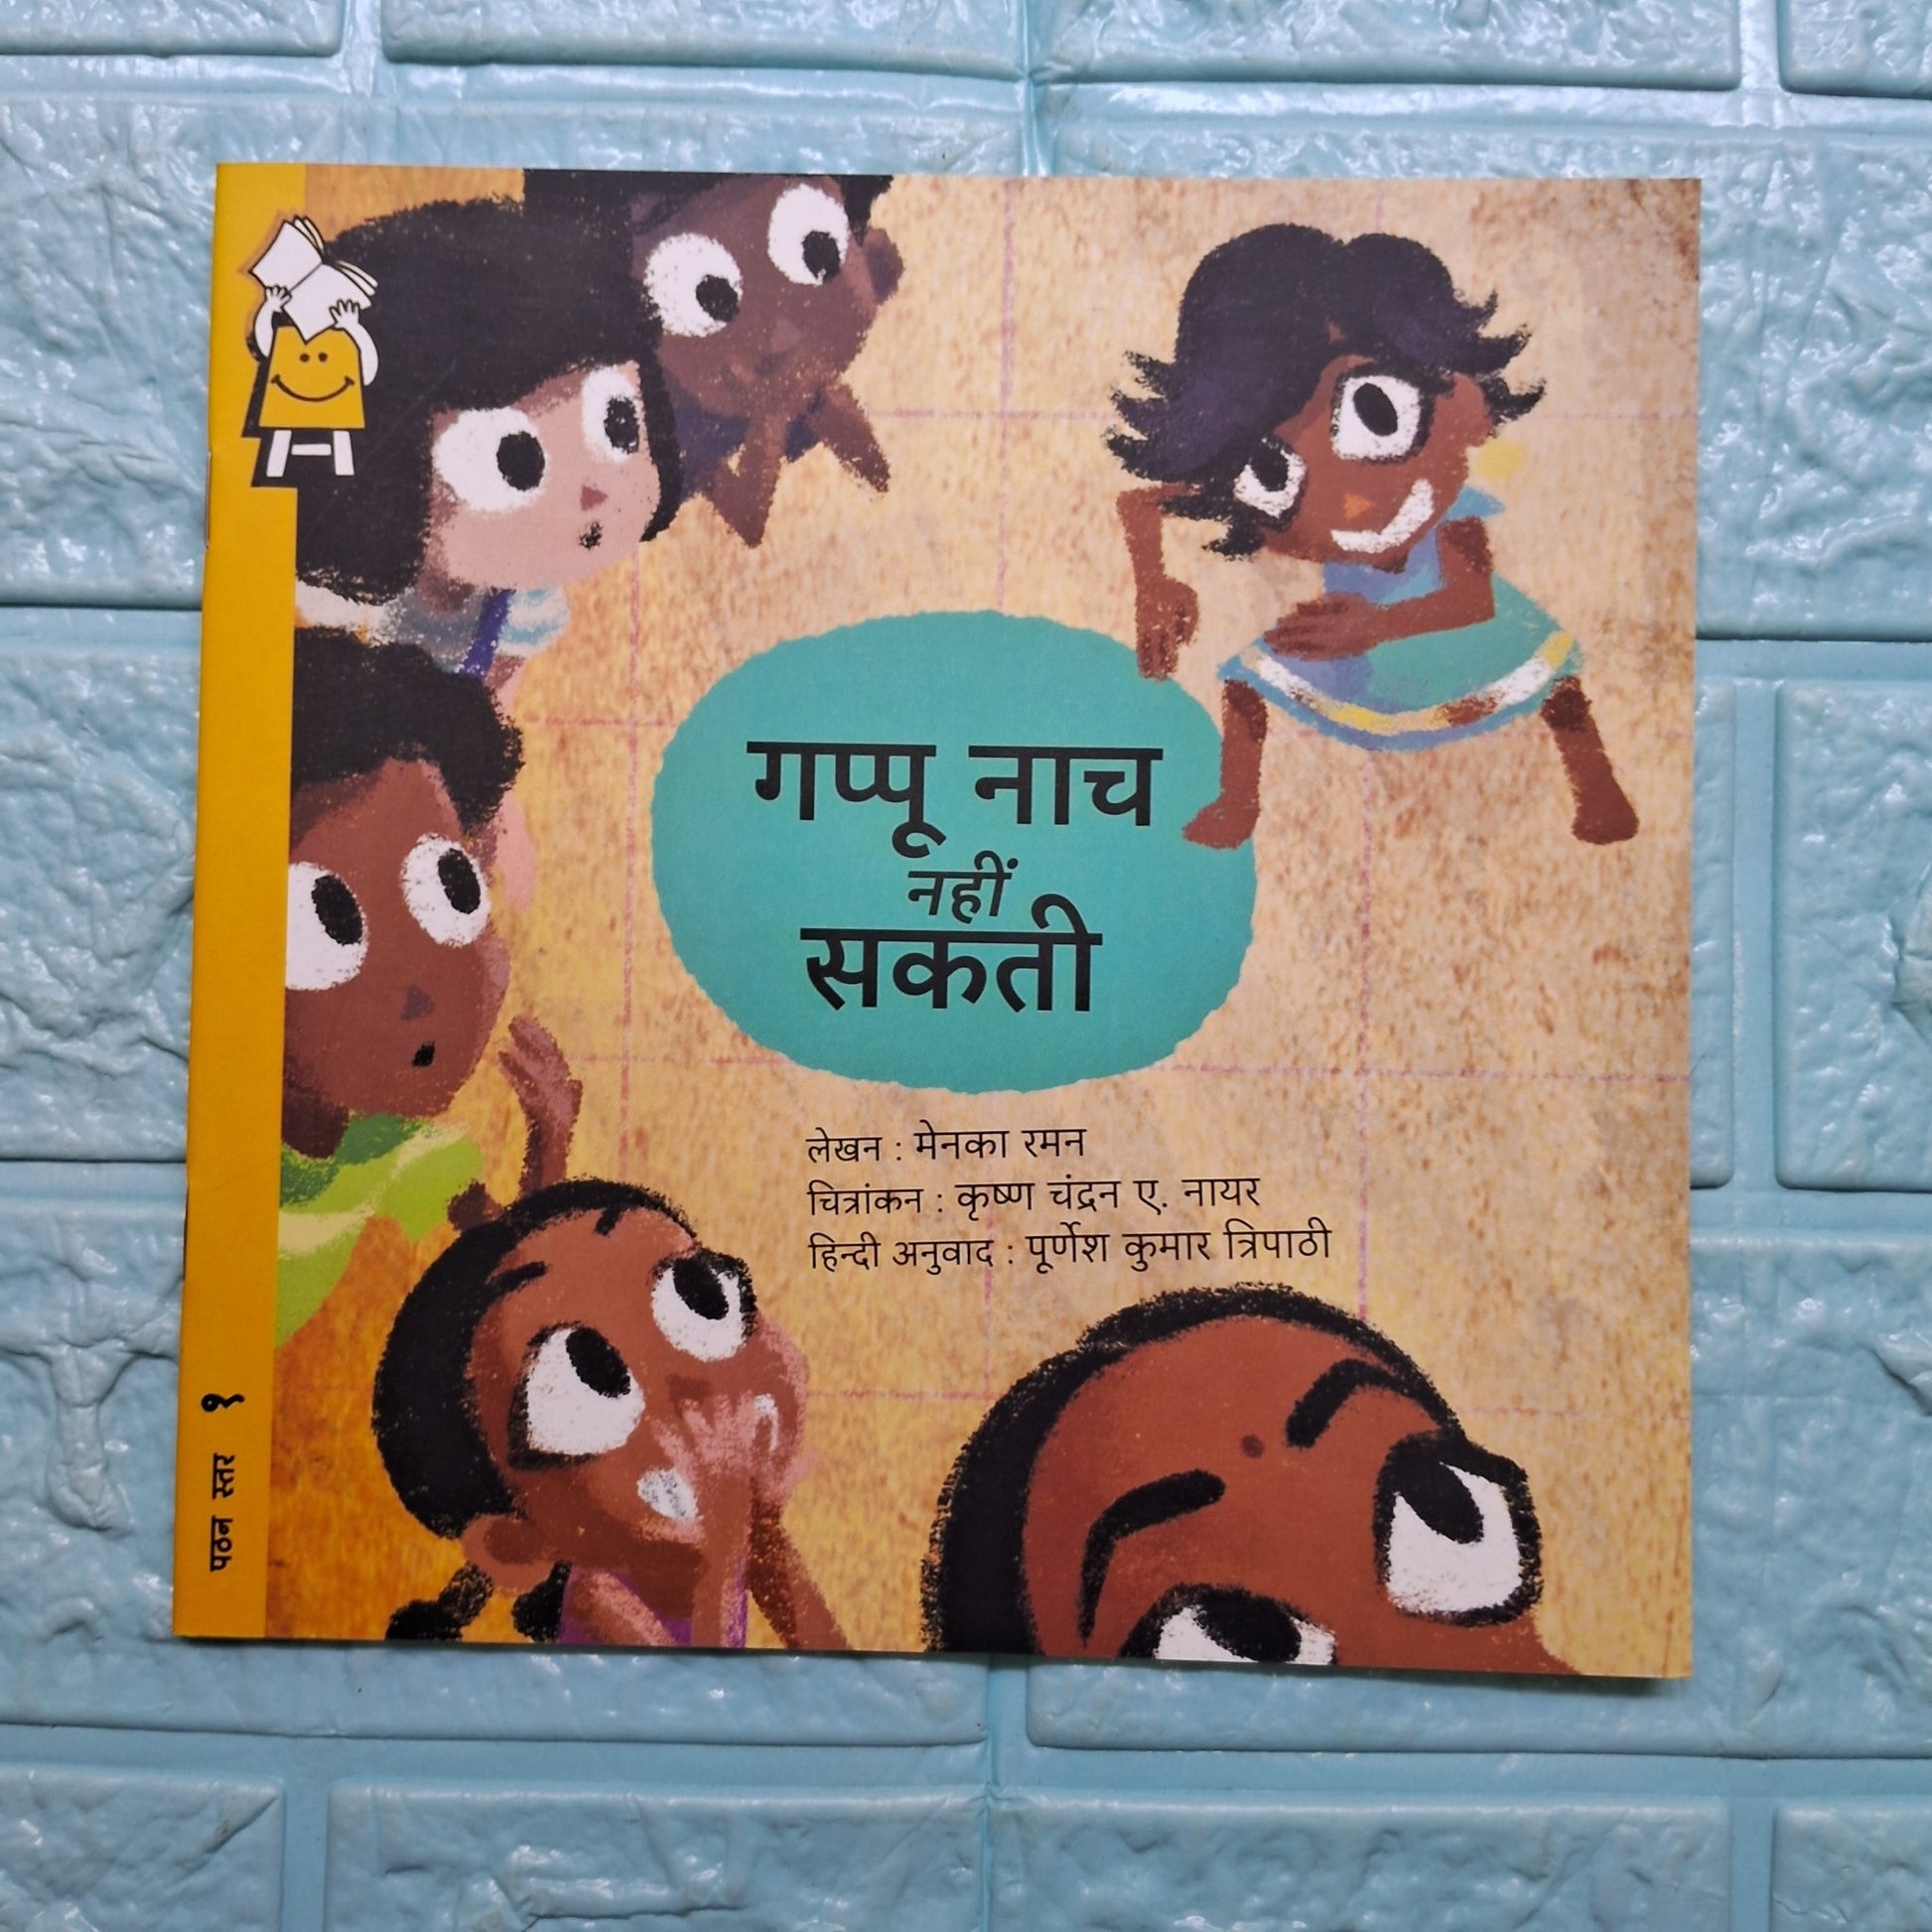 गप्पू नाच
नहीं
सकती
लेखन : मेनका रमन
चित्रांकन : कृष्ण चंद्रन ए. नायर
हिन्दी अनुवाद : पूर्णेश कुमार त्रिपाठी
पठन स्तर १